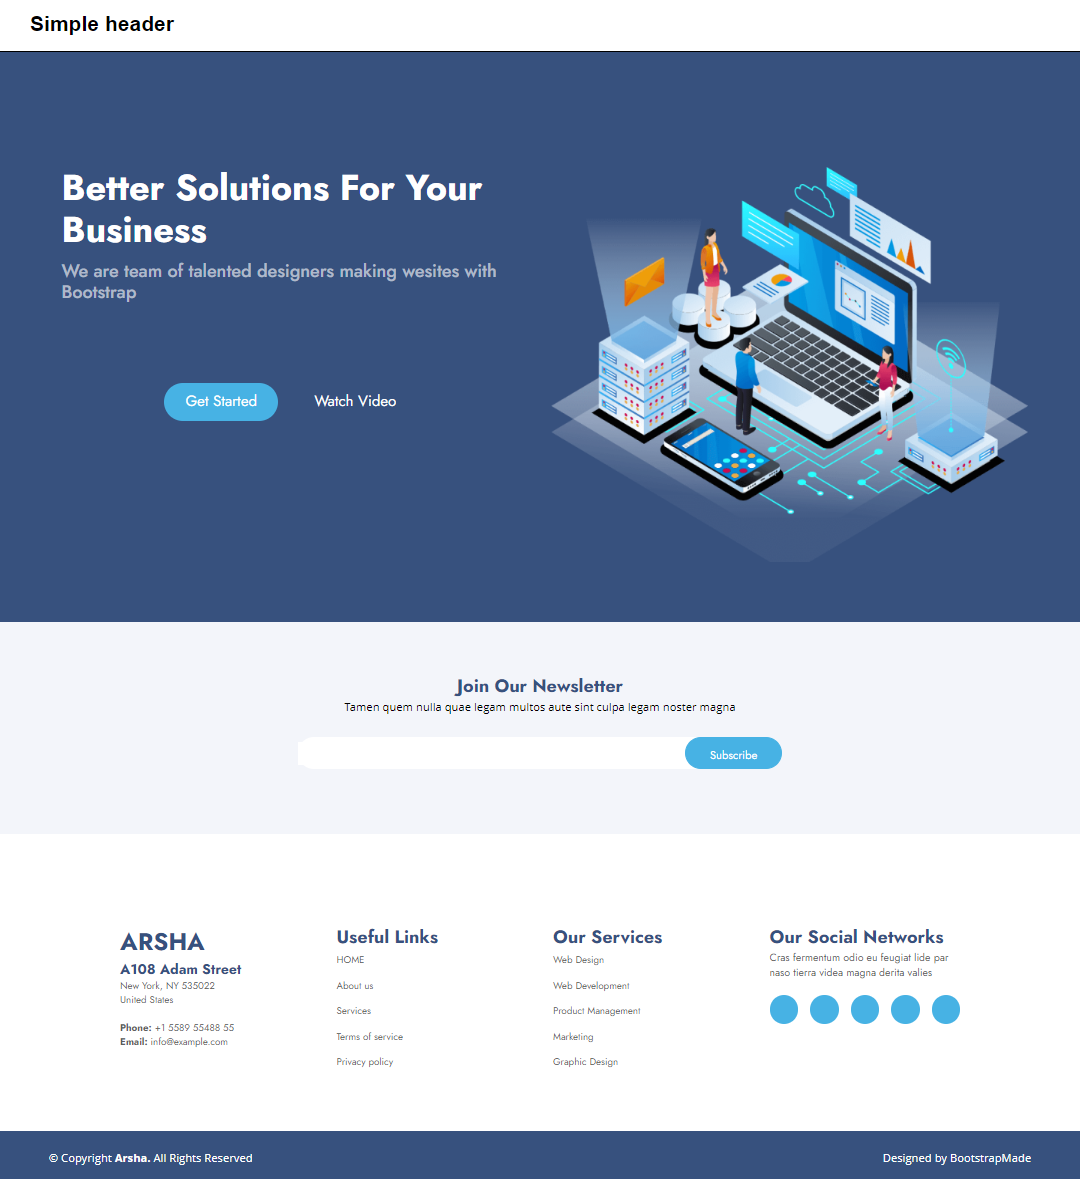 Simple header
Better Solutions For Your
Business
We are team of talented designers making wesites with
Bootstrap
Get Started
Watch Video
Join Our Newsletter
Tamen quem nulla quae legam multos aute sint culpa legam noster magna
Subscribe
ARSHA
A108 Adam Street
New York, NY 535022
United States
Phone: +1 5589 55488 55
Email: info@example.com
Useful Links
HOME
About us
Services
Terms of service
Privacy policy
Our Services
Web Design
Web Development
Product Management
Marketing
Graphic Design
Our Social Networks
Cras fermentum odio eu feugiat lide par
naso tierra videa magna derita valies
© Copyright Arsha. All Rights Reserved
Designed by BootstrapMade